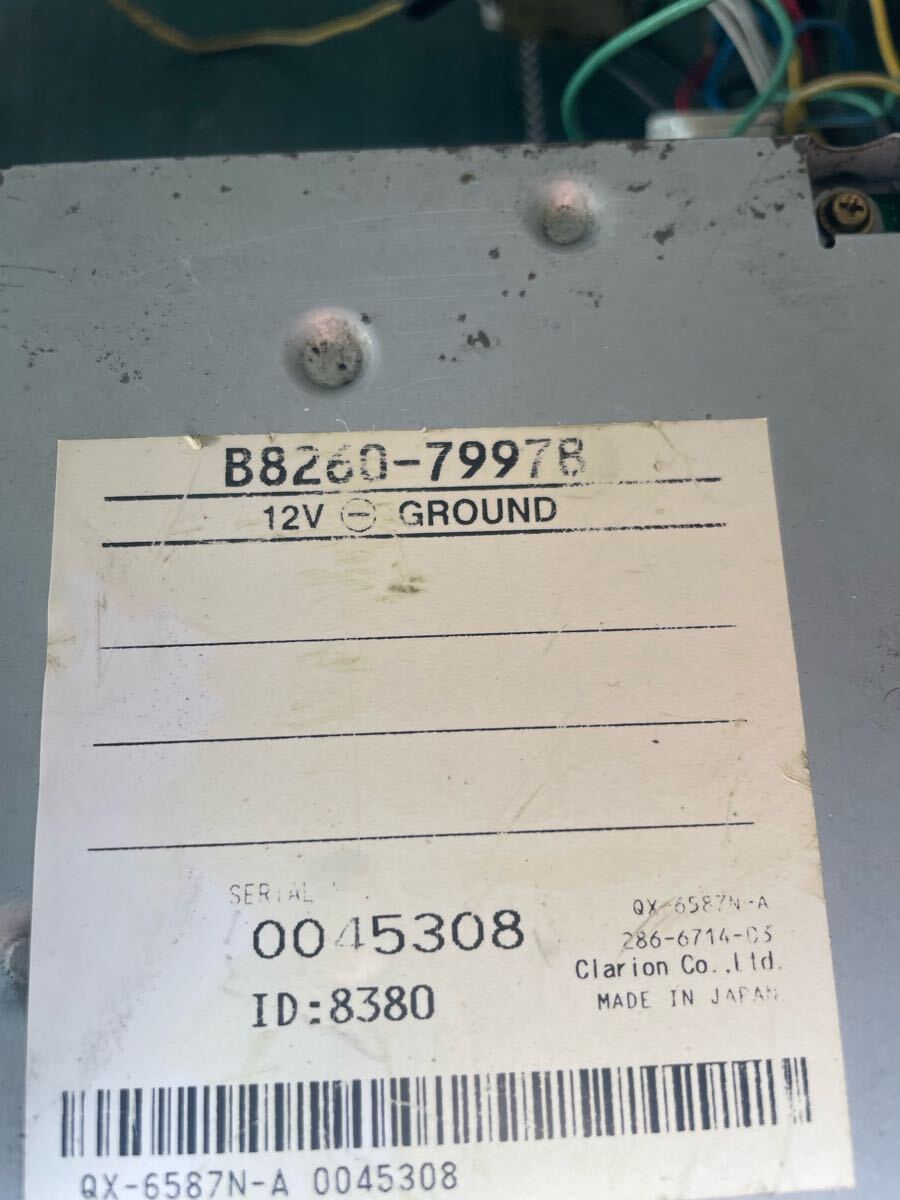 B8260-7997B
12V ⊖ GROUND
SERIAL
0045308
ID:8380
QX-6587N-A
286-6714-03
Clarion Co.,Ltd.
MADE IN JAPAN
QX-6587N-A 0045308